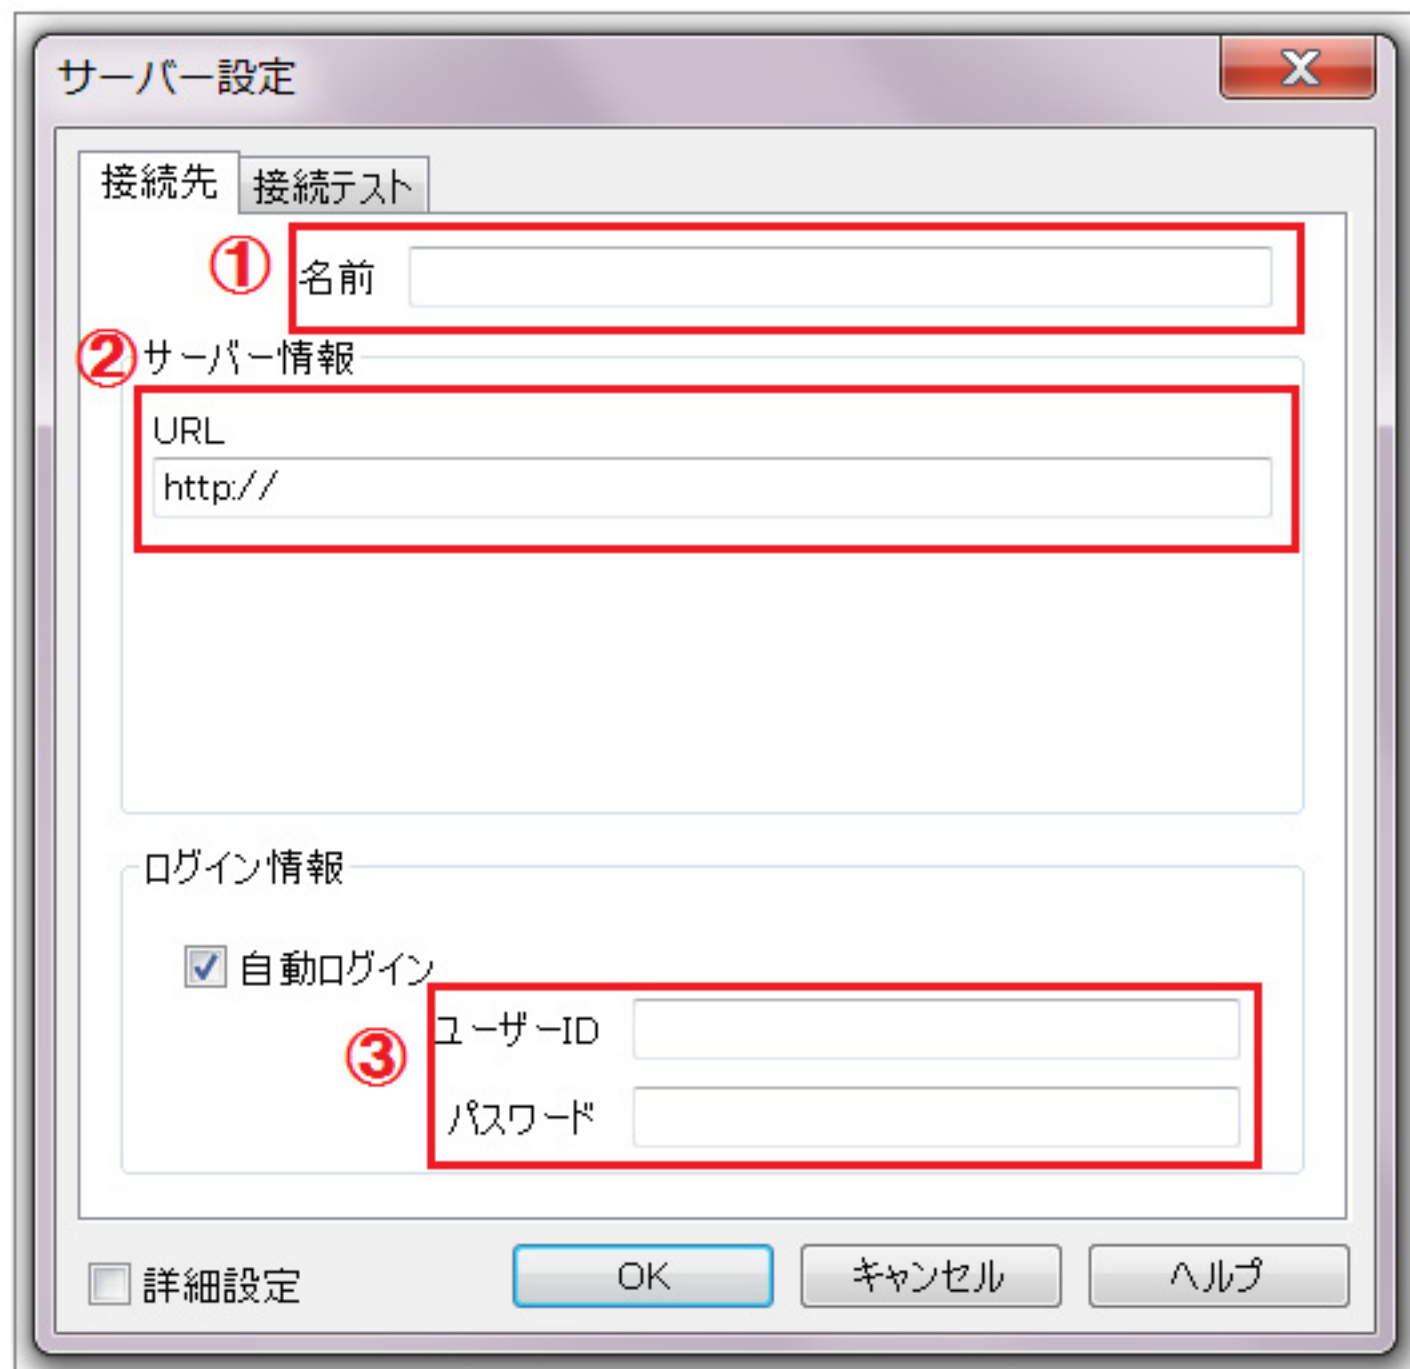 サーバー設定
接続先 接続テスト
① 名前
② サーバー情報
URL
http://
ログイン情報
自動ログイン
③ ユーザーID
パスワード
詳細設定 OK キャンセル ヘルプ